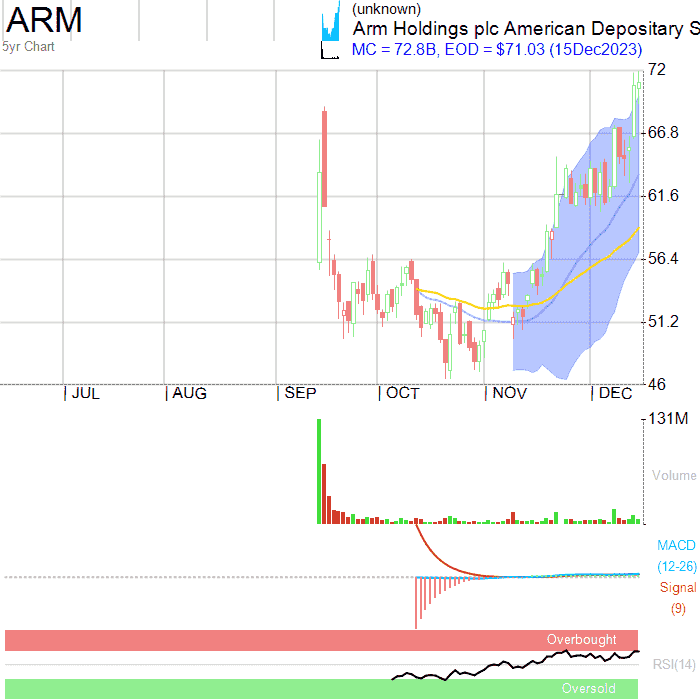 ARM
5yr Chart
(unknown)
Arm Holdings plc American Depositary S
MC = 72.8B, EOD = $71.03 (15Dec2023)
72
66.8
61.6
56.4
51.2
46
JUL AUG SEP OCT NOV DEC
131M
Volume
MACD
(12-26)
Signal
(9)
Overbought
RSI(14)
Oversold